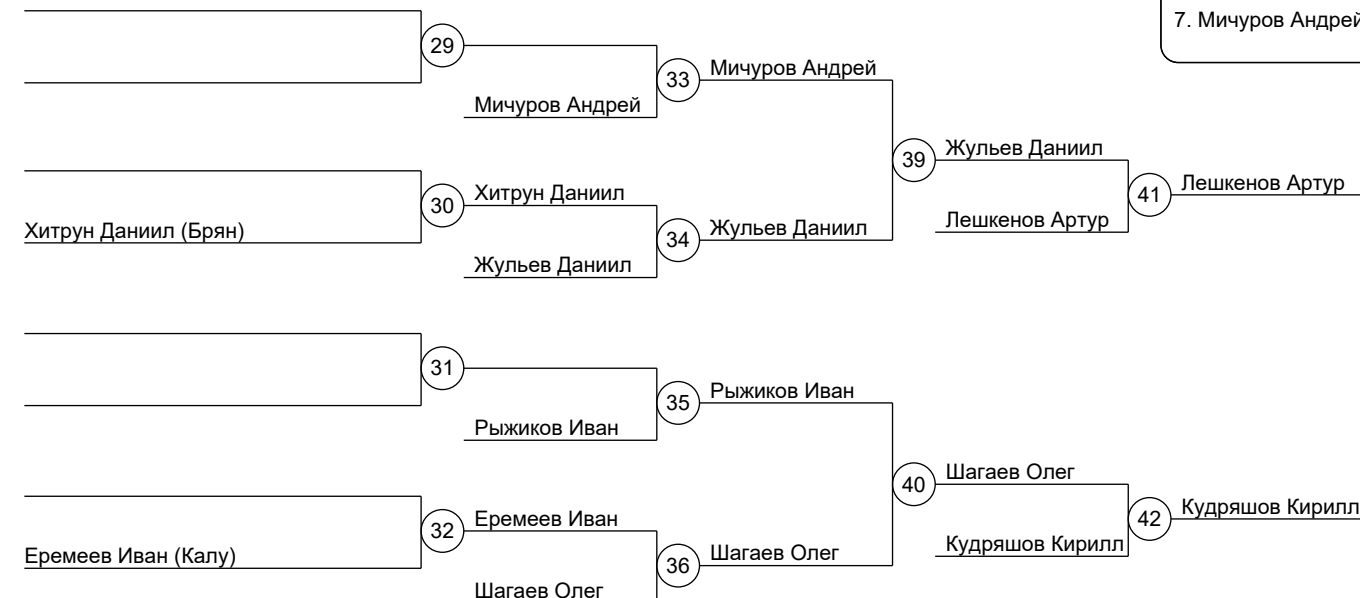 7. Мичуров Андрей
29
Мичуров Андрей
33
Мичуров Андрей
Хитрун Даниил (Брян)
30
Хитрун Даниил
Жульев Даниил
34
Жульев Даниил
39
Жульев Даниил
Лешкенов Артур
41
Лешкенов Артур
31
Рыжиков Иван
35
Рыжиков Иван
Еремеев Иван (Калу)
32
Еремеев Иван
Шагаев Олег
36
Шагаев Олег
40
Шагаев Олег
Кудряшов Кирилл
42
Кудряшов Кирилл